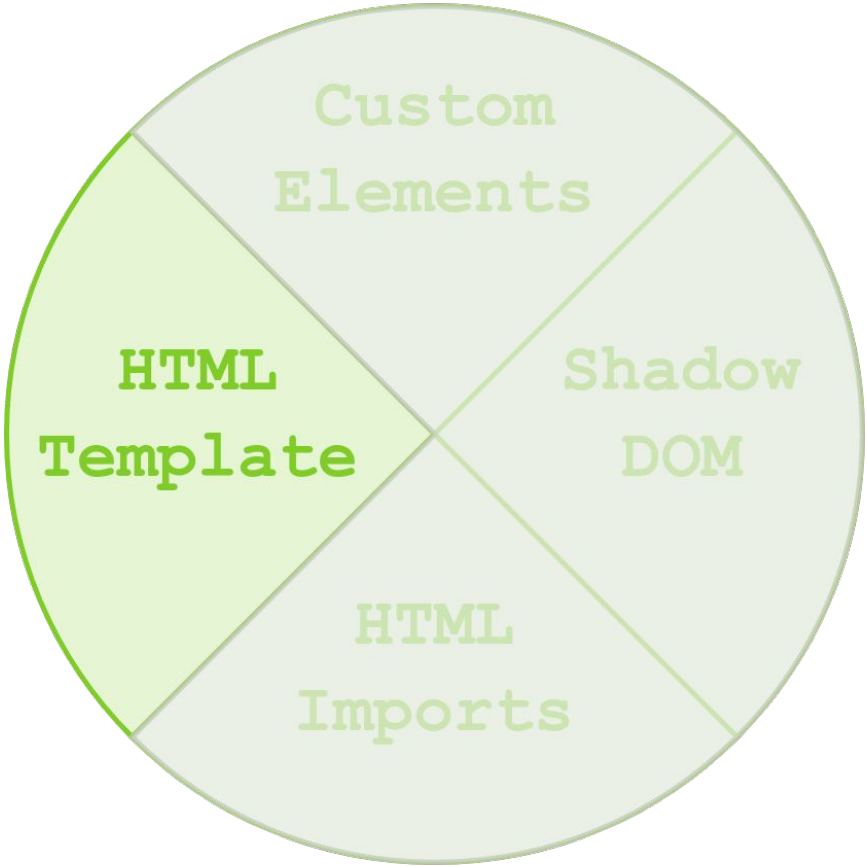 Custom
Elements
HTML
Template
Shadow
DOM
HTML
Imports